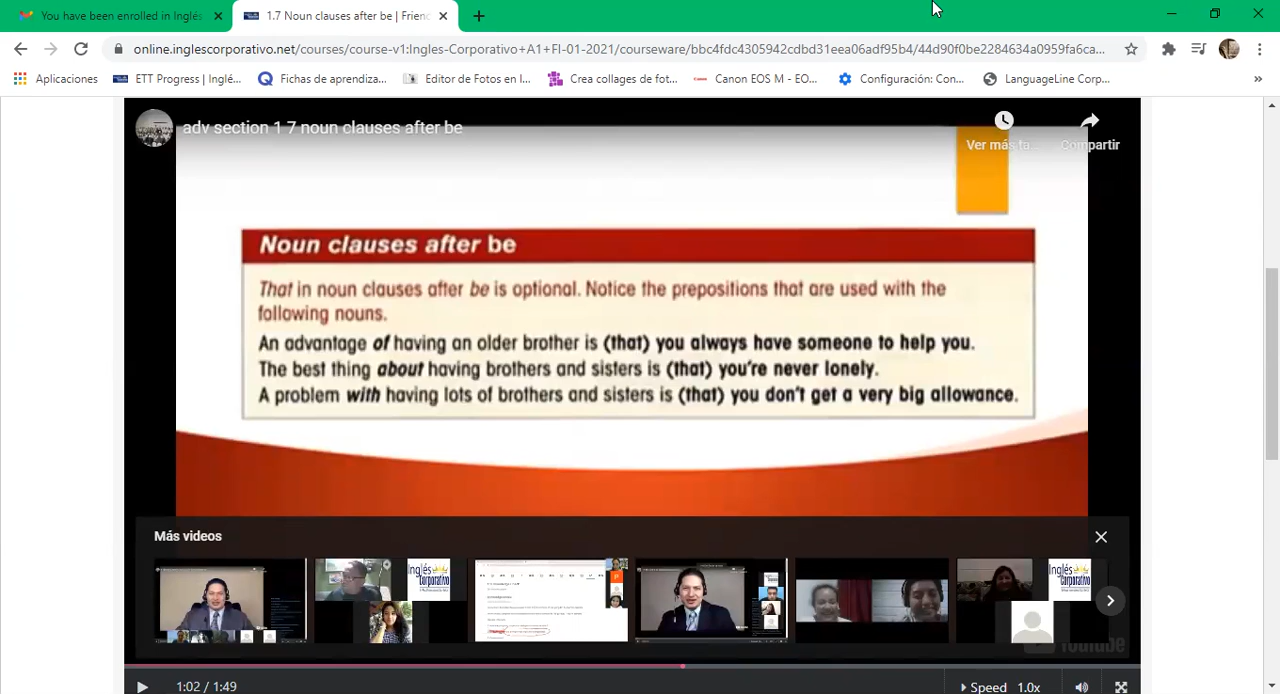 You have been enrolled in Inglés
1.7 Noun clauses after be | Friend
online.inglescorporativo.net/courses/course-v1:Ingles-Corporativo+A1+FI-01-2021/courseware/bbc4fdc4305942cdbd31eea06adf95b4/44d90f0be2284634a0959fa6ca...
Aplicaciones
ETT Progress | Inglé...
Fichas de aprendiza...
Editor de Fotos en l...
Crea collages de fot...
Canon EOS M - EO...
Configuración: Con...
LanguageLine Corp...
»
adv section 1 7 noun clauses after be
Ver más ta...
Compartir
Noun clauses after be
That in noun clauses after be is optional. Notice the prepositions that are used with the
following nouns.
An advantage of having an older brother is (that) you always have someone to help you.
The best thing about having brothers and sisters is (that) you're never lonely.
A problem with having lots of brothers and sisters is (that) you don't get a very big allowance.
Más videos
Inglés
Corporativo
Inglés
Corporativo
YouTube
1:02 / 1:49
Speed 1.0x